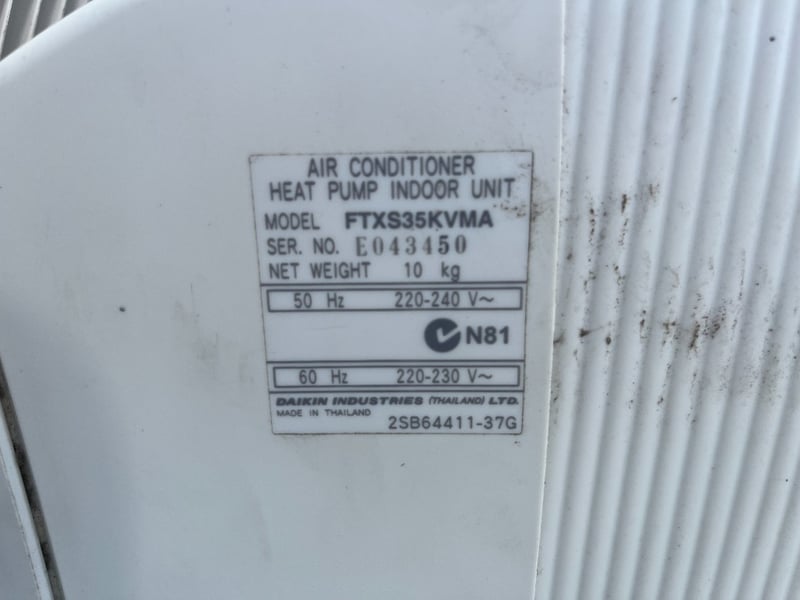 AIR CONDITIONER
HEAT PUMP INDOOR UNIT
MODEL FTXS35KVMA
SER. NO. E043450
NET WEIGHT 10 kg
50 Hz 220-240 V~
N81
60 Hz 220-230 V~
DAIKIN INDUSTRIES (THAILAND) LTD.
MADE IN THAILAND
2SB64411-37G